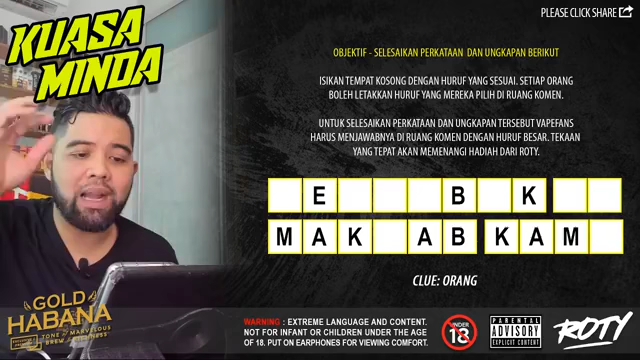 PLEASE CLICK SHARE
KUASA
MINDA
OBJEKTIF - SELESAIKAN PERKATAAN DAN UNGKAPAN BERIKUT
ISIKAN TEMPAT KOSONG DENGAN HURUF YANG SESUAI. SETIAP ORANG
BOLEH LETAKKAN HURUF YANG MEREKA PILIH DI RUANG KOMEN.
UNTUK SELESAIKAN PERKATAAN DAN UNGKAPAN TERSEBUT VAPEFANS
HARUS MENJAWABNYA DI RUANG KOMEN DENGAN HURUF BESAR. TEKAAN
YANG TEPAT AKAN MEMENANGI HADIAH DARI ROTY.
E B K
MAK AB KAM
CLUE: ORANG
GOLD
HABANA
TONE MARVELOUS
BREW
WARNING : EXTREME LANGUAGE AND CONTENT.
NOT FOR INFANT OR CHILDREN UNDER THE AGE
OF 18. PUT ON EARPHONES FOR VIEWING COMFORT.
UNDER
18
PARENTAL
ADVISORY
EXPLICIT CONTENT
ROTY